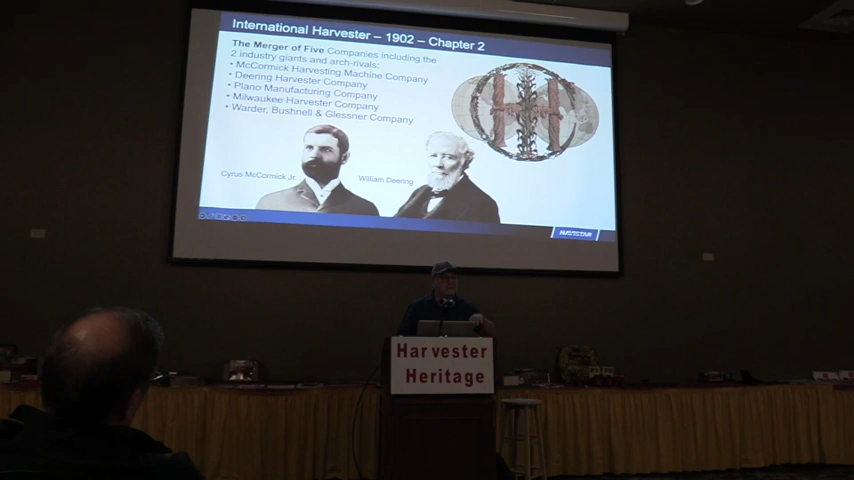 International Harvester – 1902 – Chapter 2
The Merger of Five Companies including the
2 industry giants and arch-rivals:
• McCormick Harvesting Machine Company
• Deering Harvester Company
• Plano Manufacturing Company
• Milwaukee Harvester Company
• Warder, Bushnell & Glessner Company
Cyrus McCormick Jr.
William Deering
NAVISTAR
Harvester
Heritage